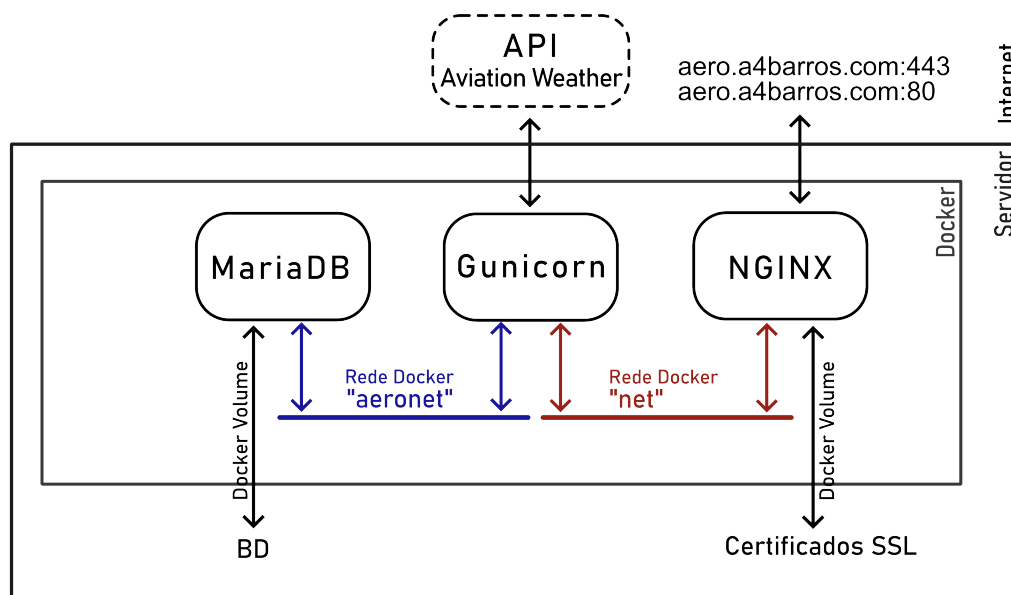 API
Aviation Weather
aero.a4barros.com:443
aero.a4barros.com:80
Internet
Servidor
Docker
MariaDB
Gunicorn
NGINX
Rede Docker
"aeronet"
Rede Docker
"net"
Docker Volume
Docker Volume
BD
Certificados SSL